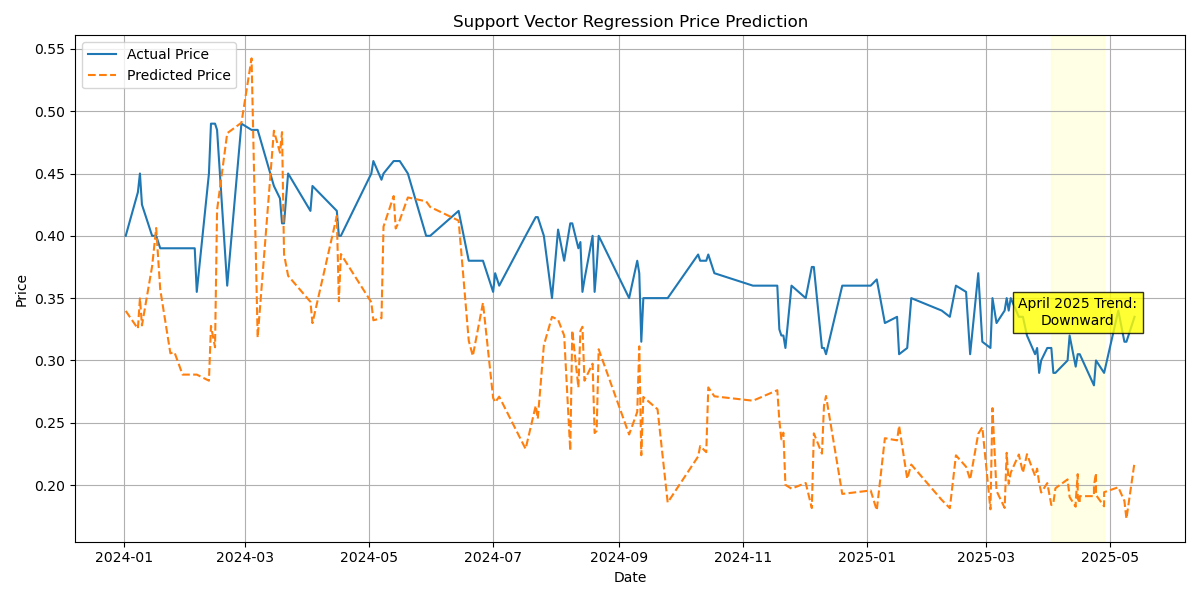 Support Vector Regression Price Prediction
Actual Price
Predicted Price
0.55
0.50
0.45
0.40
0.35
0.30
0.25
0.20
Price
April 2025 Trend:
Downward
2024-01
2024-03
2024-05
2024-07
2024-09
2024-11
2025-01
2025-03
2025-05
Date